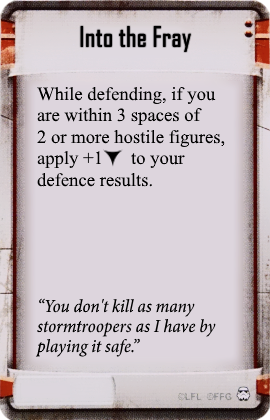 Into the Fray
While defending, if you
are within 3 spaces of
2 or more hostile figures,
apply +1 to your
defence results.
“You don't kill as many
stormtroopers as I have by
playing it safe.”
©LFL ©FFG